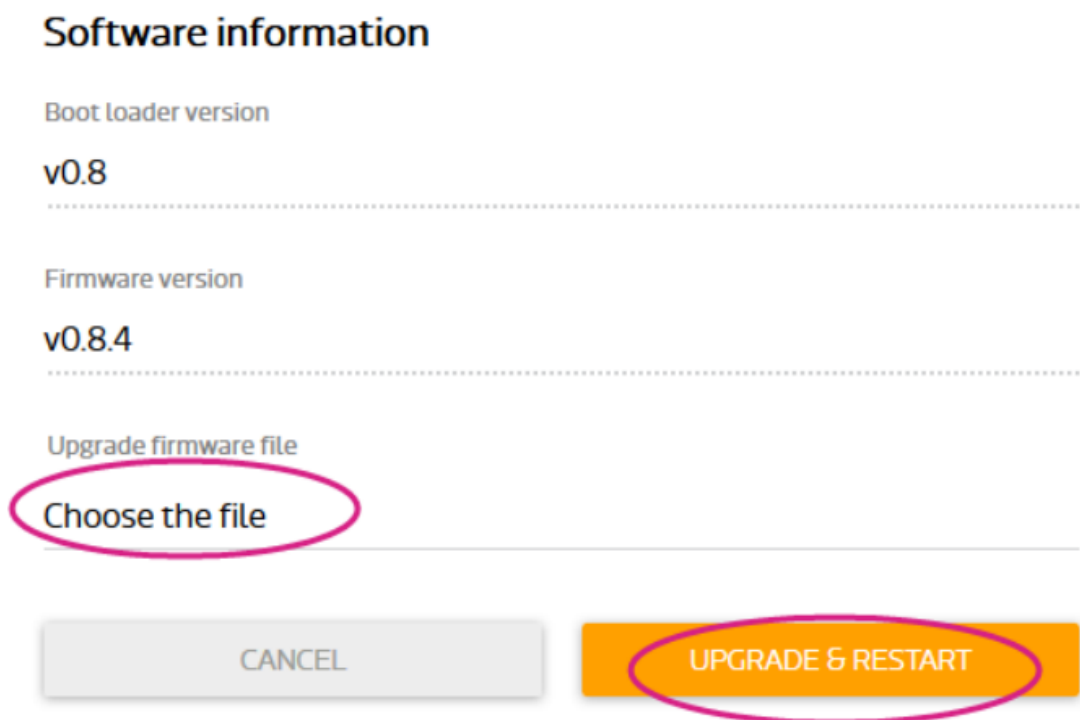 Software information
Boot loader version
v0.8
Firmware version
v0.8.4
Upgrade firmware file
Choose the file
CANCEL
UPGRADE & RESTART